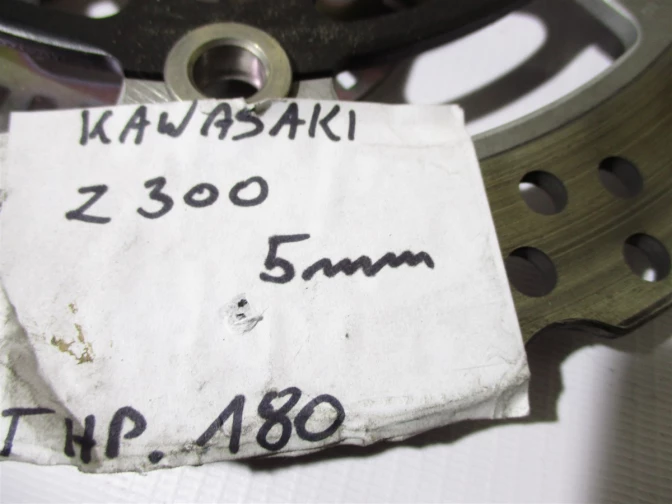 KAWASAKI
Z 300
5mm
THP. 180